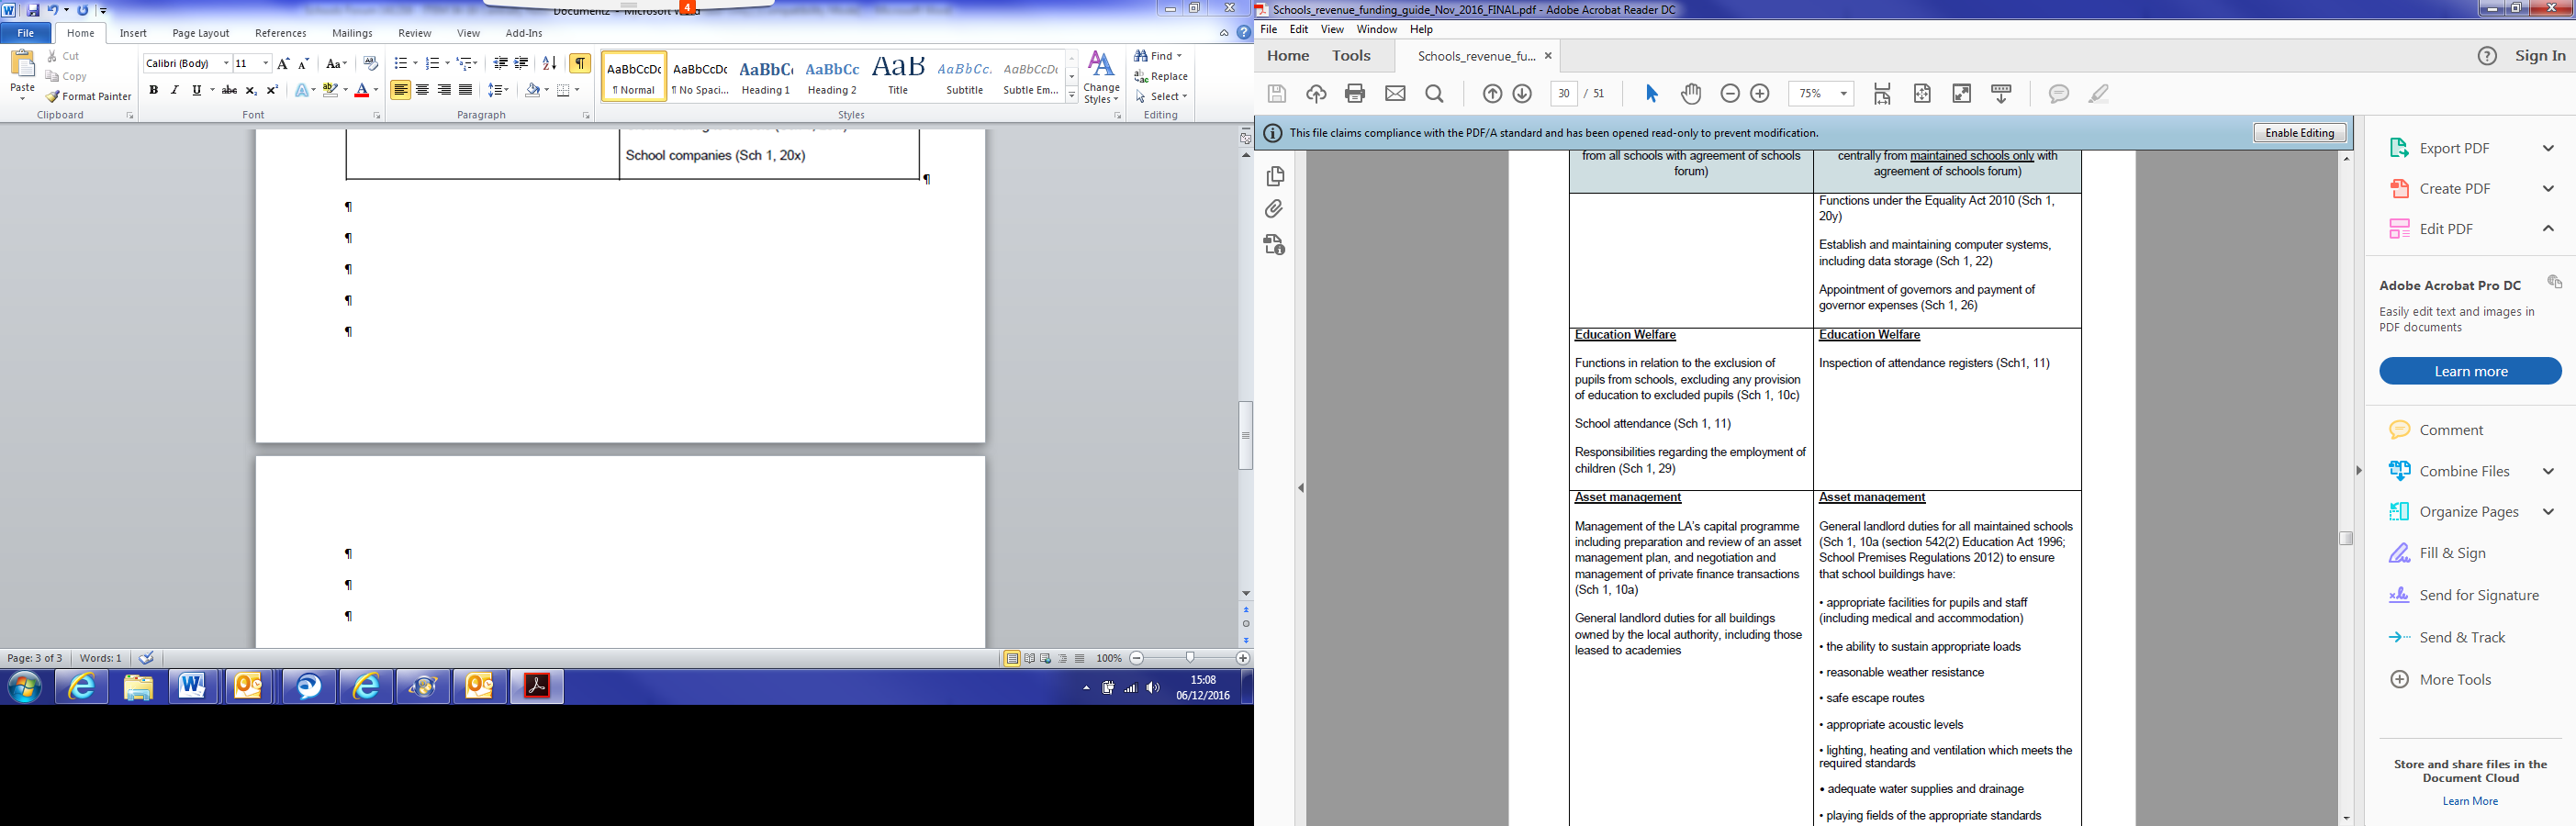 Document2 - Microsoft Word
4
File
Home
Insert
Page Layout
References
Mailings
Review
View
Add-Ins
Paste
Cut
Copy
Format Painter
Clipboard
Calibri (Body)
11
Font
Paragraph
AaBbCcDc
¶ Normal
AaBbCcDc
¶ No Spaci...
AaBbC
Heading 1
AaBbCc
Heading 2
AaB
Title
AaBbCc.
Subtitle
AaBbCcDc
Subtle Em...
Styles
Change
Styles
Find
Replace
Select
Editing
School companies (Sch 1, 20x)
¶
¶
¶
¶
¶
¶
¶
¶
¶
Page: 3 of 3
Words: 1
100%
15:08
06/12/2016
Schools_revenue_funding_guide_Nov_2016_FINAL.pdf - Adobe Acrobat Reader DC
File Edit View Window Help
Home
Tools
Schools_revenue_fu... ×
Sign In
30 / 51
75%
This file claims compliance with the PDF/A standard and has been opened read-only to prevent modification.
Enable Editing
from all schools with agreement of schools
forum)
centrally from maintained schools only with
agreement of schools forum)
Functions under the Equality Act 2010 (Sch 1,
20y)
Establish and maintaining computer systems,
including data storage (Sch 1, 22)
Appointment of governors and payment of
governor expenses (Sch 1, 26)
Education Welfare
Functions in relation to the exclusion of
pupils from schools, excluding any provision
of education to excluded pupils (Sch 1, 10c)
School attendance (Sch 1, 11)
Responsibilities regarding the employment of
children (Sch 1, 29)
Education Welfare
Inspection of attendance registers (Sch1, 11)
Asset management
Management of the LA's capital programme
including preparation and review of an asset
management plan, and negotiation and
management of private finance transactions
(Sch 1, 10a)
General landlord duties for all buildings
owned by the local authority, including those
leased to academies
Asset management
General landlord duties for all maintained schools
(Sch 1, 10a (section 542(2) Education Act 1996;
School Premises Regulations 2012) to ensure
that school buildings have:
• appropriate facilities for pupils and staff
(including medical and accommodation)
• the ability to sustain appropriate loads
• reasonable weather resistance
• safe escape routes
• appropriate acoustic levels
• lighting, heating and ventilation which meets the
required standards
• adequate water supplies and drainage
• playing fields of the appropriate standards
Export PDF
Create PDF
Edit PDF
Adobe Acrobat Pro DC
Easily edit text and images in
PDF documents
Learn more
Comment
Combine Files
Organize Pages
Fill & Sign
Send for Signature
Send & Track
More Tools
Store and share files in the
Document Cloud
Learn More